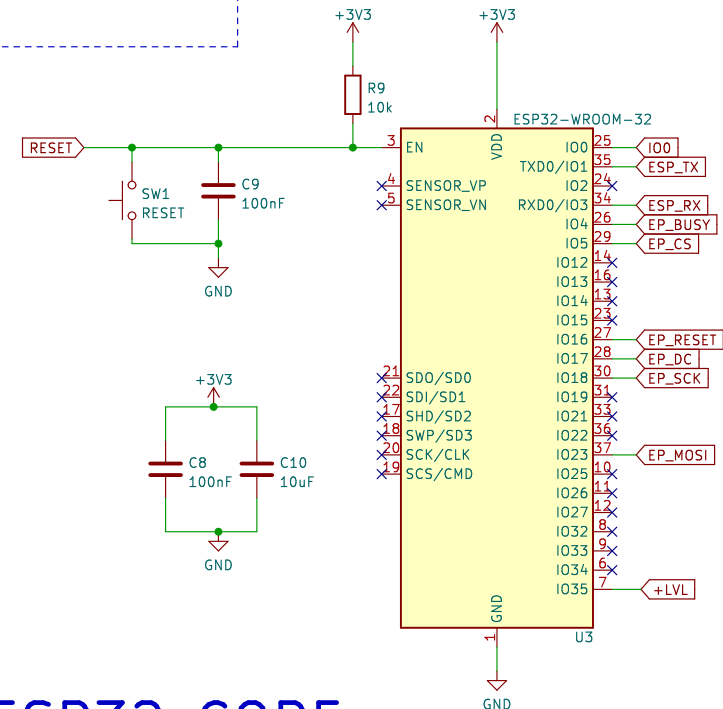 +3V3
+3V3
R9
10k
2
ESP32-WROOM-32
VDD
RESET
3
EN
SW1
RESET
C9
100nF
GND
4
SENSOR_VP
5
SENSOR_VN
IO0
25
IO0
TXD0/IO1
35
ESP_TX
IO2
24
RXD0/IO3
34
ESP_RX
IO4
26
EP_BUSY
IO5
29
EP_CS
IO12
14
IO13
16
IO14
13
IO15
23
IO16
27
EP_RESET
IO17
28
EP_DC
IO18
30
EP_SCK
IO19
31
IO21
33
IO22
36
IO23
37
EP_MOSI
IO25
10
IO26
11
IO27
12
IO32
8
IO33
9
IO34
6
IO35
7
+LVL
21
SDO/SD0
22
SDI/SD1
17
SHD/SD2
18
SWP/SD3
20
SCK/CLK
19
SCS/CMD
+3V3
C8
100nF
C10
10uF
GND
GND
1
U3
GND